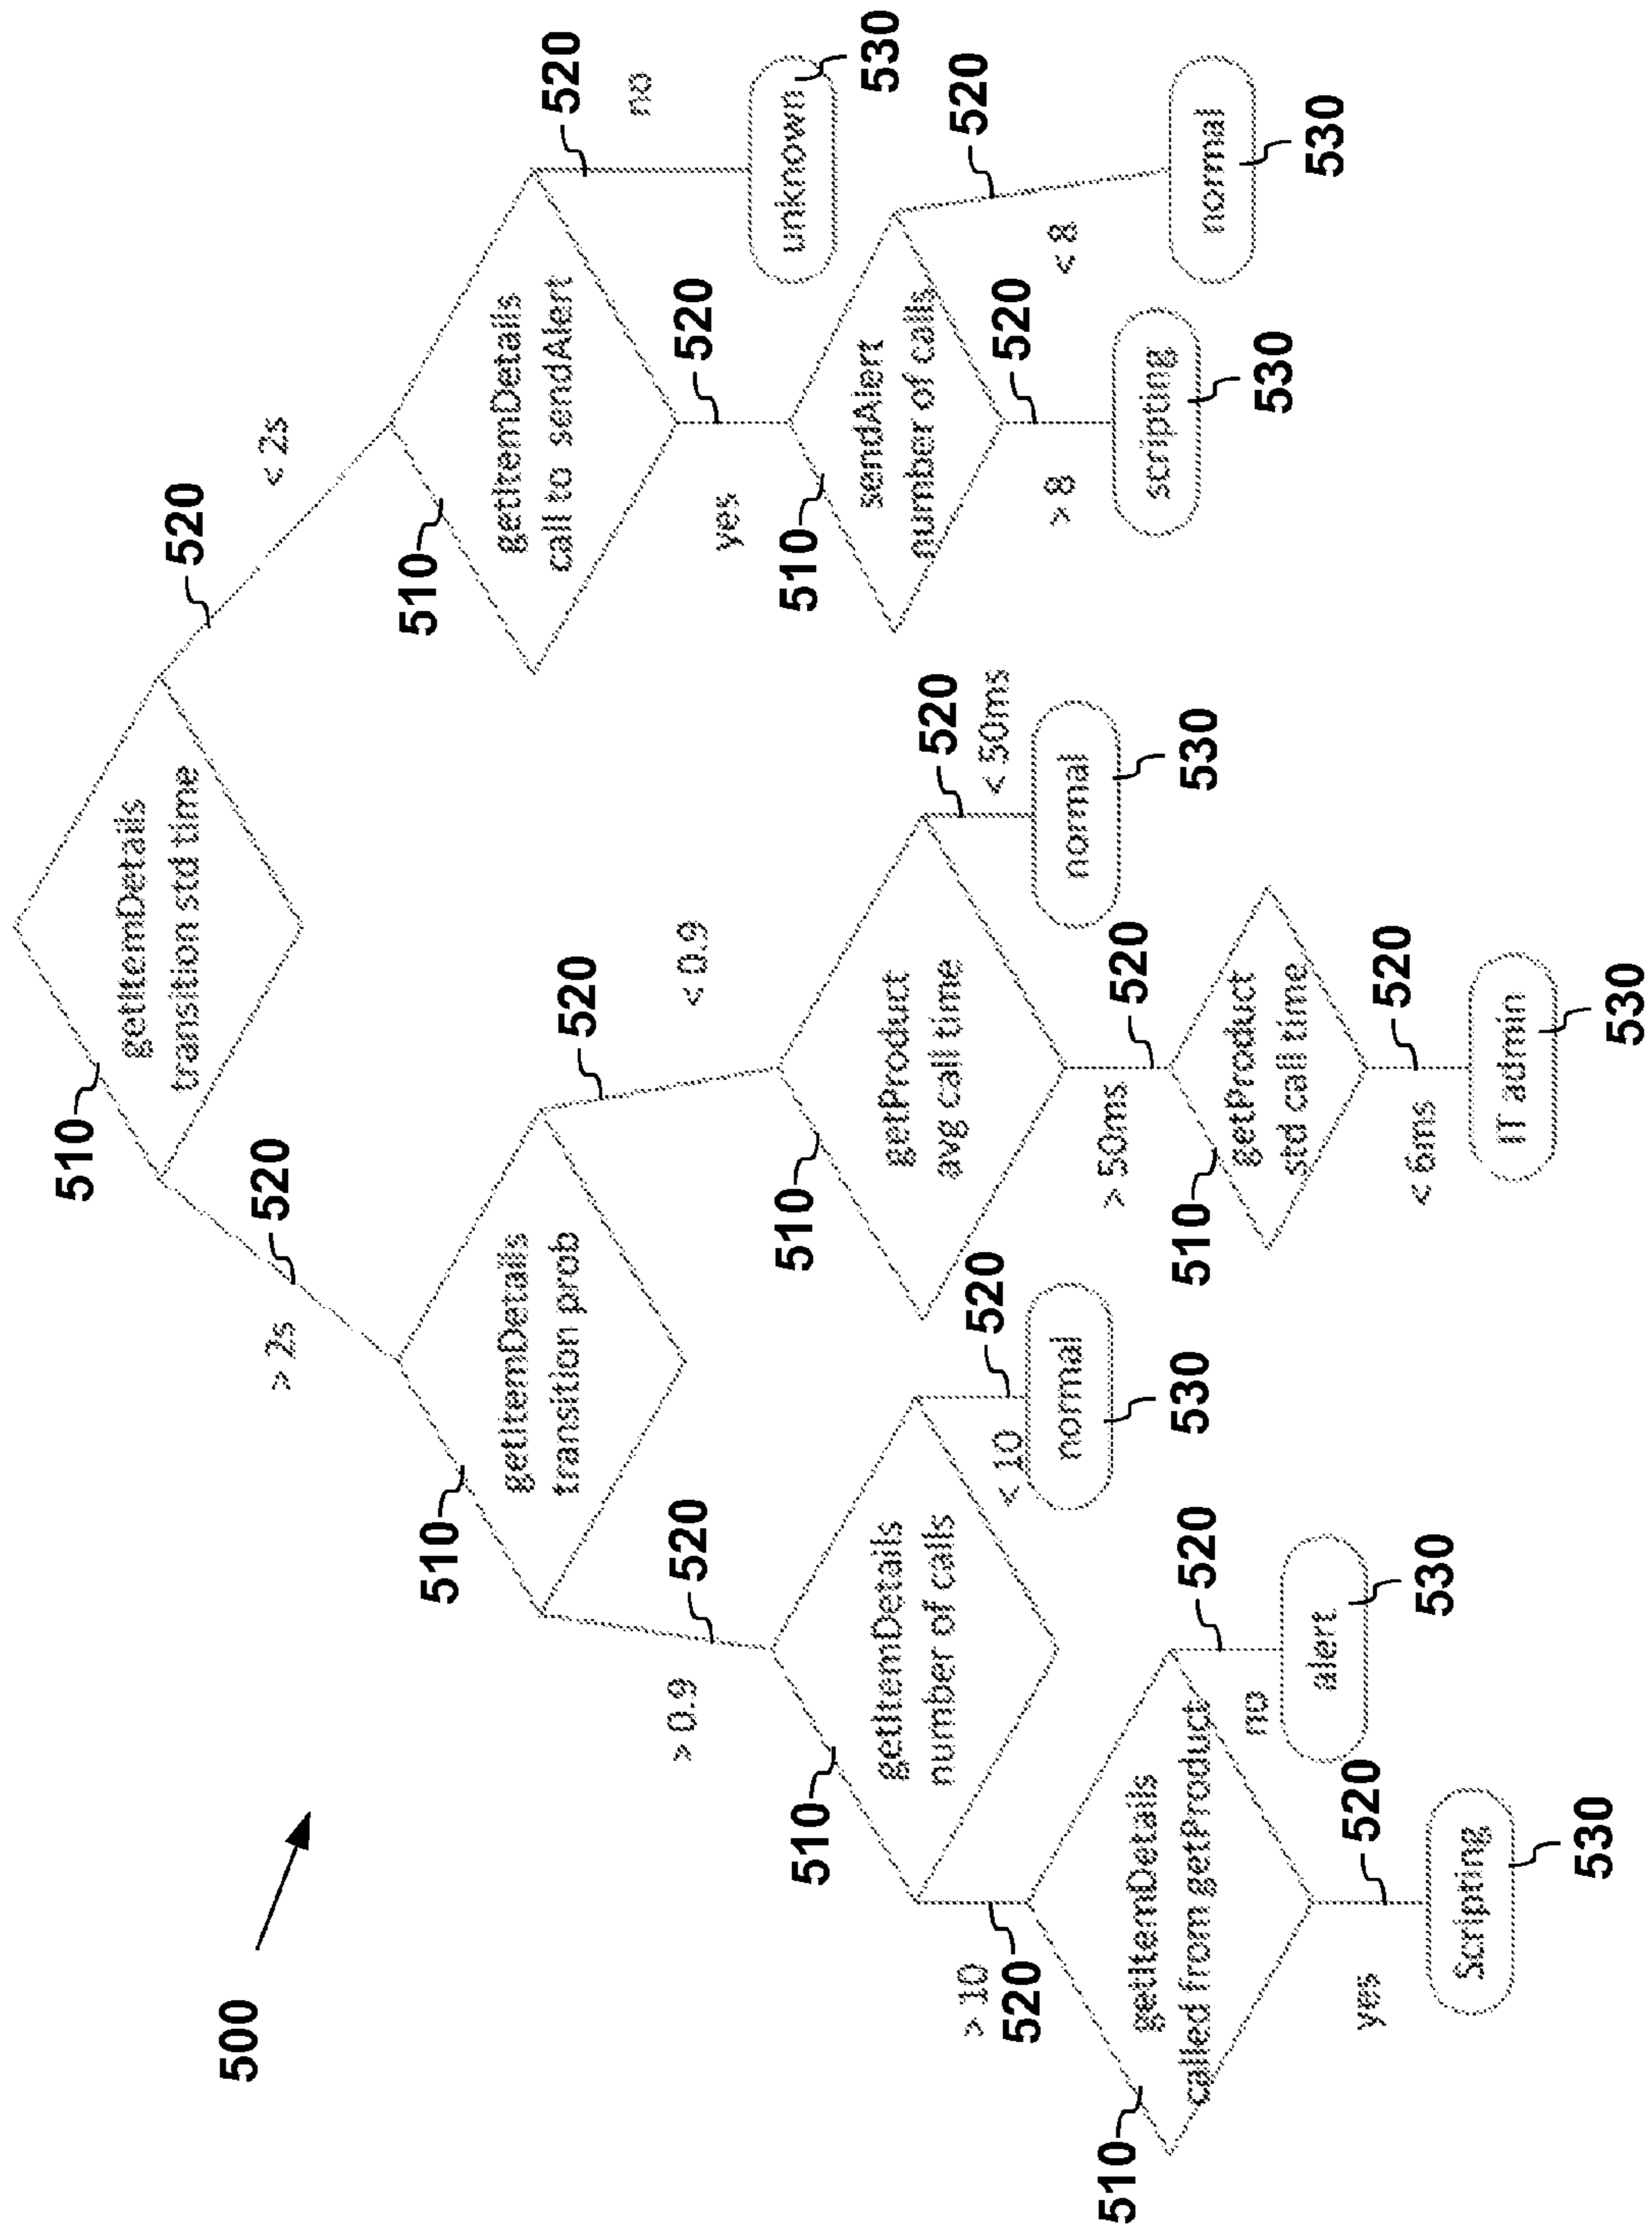 500
510
getItemDetails
transition std time
520
> 2s
520
< 2s
510
getItemDetails
transition prob
510
getItemDetails
call to sendAlert
520
no
520
> 0.9
520
< 0.9
520
yes
unknown
530
510
getItemDetails
number of calls
510
getProduct
avg call time
510
sendAlert
number of calls
520
> 10
520
< 10
520
< 50ms
520
> 8
520
< 8
normal
530
normal
530
scripting
530
normal
530
510
getItemDetails
called from getProduct
520
> 50ms
510
getProduct
std call time
520
no
alert
530
520
yes
520
< 6ms
Scripting
530
IT admin
530